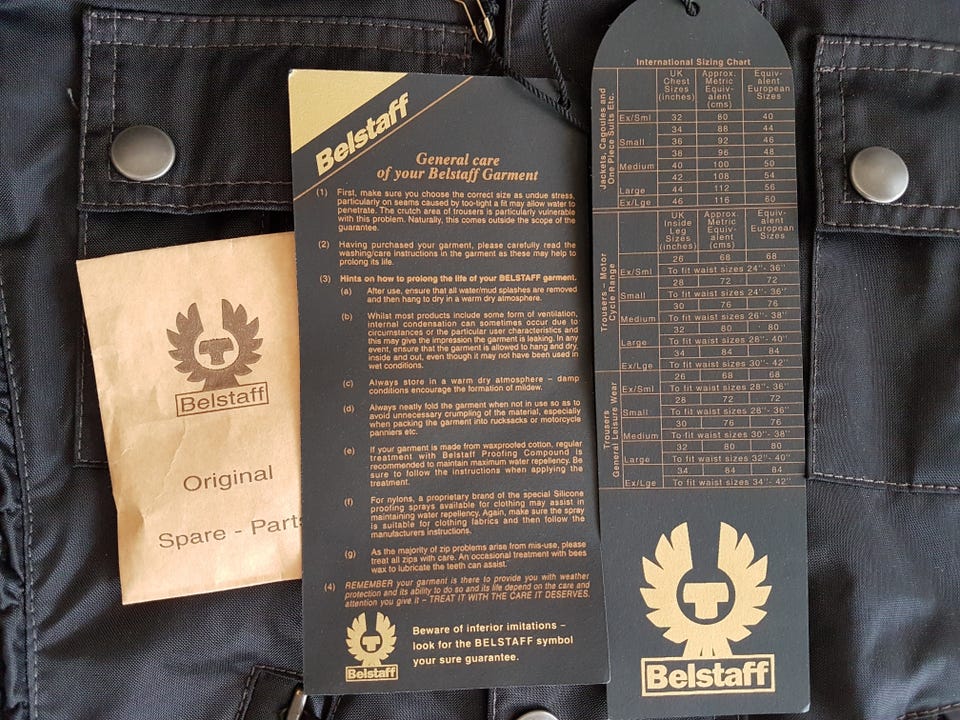 Belstaff
Original
Spare - Parts
Belstaff
General care
of your Belstaff Garment
(1) First, make sure you choose the correct size as undue stress,
particularly on seams caused by too-tight a fit may allow water to
penetrate. The crutch area of trousers is particularly vulnerable
with this problem. Naturally, this comes outside the scope of the
guarantee.
(2) Having purchased your garment, please carefully read the
washing/care instructions in the garment as these may help to
prolong its life.
(3) Hints on how to prolong the life of your BELSTAFF garment.
(a) After use, ensure that all water/mud splashes are removed
and then hang to dry in a warm dry atmosphere.
(b) Whilst most products include some form of ventilation,
internal condensation can sometimes occur due to
circumstances or the particular user characteristics and
this may give the impression the garment is leaking. In any
event, ensure that the garment is allowed to hang and dry,
inside and out, even though it may not have been used in
wet conditions.
(c) Always store in a warm dry atmosphere – damp
conditions encourage the formation of mildew.
(d) Always neatly fold the garment when not in use so as to
avoid unnecessary crumpling of the material, especially
when packing the garment into rucksacks or motorcycle
panniers etc.
(e) If your garment is made from waxproofed cotton, regular
treatment with Belstaff Proofing Compound is
recommended to maintain maximum water repellency. Be
sure to follow the instructions when applying the
treatment.
(f) For nylons, a proprietary brand of the special Silicone
proofing sprays available for clothing may assist in
maintaining water repellency. Again, make sure the spray
is suitable for clothing fabrics and then follow the
manufacturers instructions.
(g) As the majority of zip problems arise from mis-use, please
treat all zips with care. An occasional treatment with bees
wax to lubricate the teeth can assist.
(4) REMEMBER your garment is there to provide you with weather
protection and its ability to do so and its life depend on the care and
attention you give it – TREAT IT WITH THE CARE IT DESERVES.
Beware of inferior imitations –
look for the BELSTAFF symbol
your sure guarantee.
Belstaff
International Sizing Chart
Jackets, Cagoules and
One Piece Suits Etc.
UK Approx. Equiv-
Chest Metric alent
Sizes Equiv- European
(inches) alent Sizes
(cms)
Ex/Sml 32 80 40
34 88 44
Small 36 92 46
38 96 48
Medium 40 100 50
42 108 54
Large 44 112 56
Ex/Lge 46 116 60
Trousers – Motor
Cycle Range
UK Approx. Equiv-
Inside Metric alent
Leg Equiv- European
Sizes alent Sizes
(inches) (cms)
26 68 68
Ex/Sml To fit waist sizes 24"- 36"
28 72 72
Small To fit waist sizes 24"- 36"
30 76 76
Medium To fit waist sizes 26"- 38"
32 80 80
Large To fit waist sizes 28"- 40"
34 84 84
Ex/Lge To fit waist sizes 30"- 42"
Trousers
General Leisure Wear
26 68 68
Ex/Sml To fit waist sizes 28"- 36"
28 72 72
Small To fit waist sizes 28"- 36"
30 76 76
Medium To fit waist sizes 30"- 38"
32 80 80
Large To fit waist sizes 32"- 40"
34 84 84
Ex/Lge To fit waist sizes 34"- 42"
Belstaff